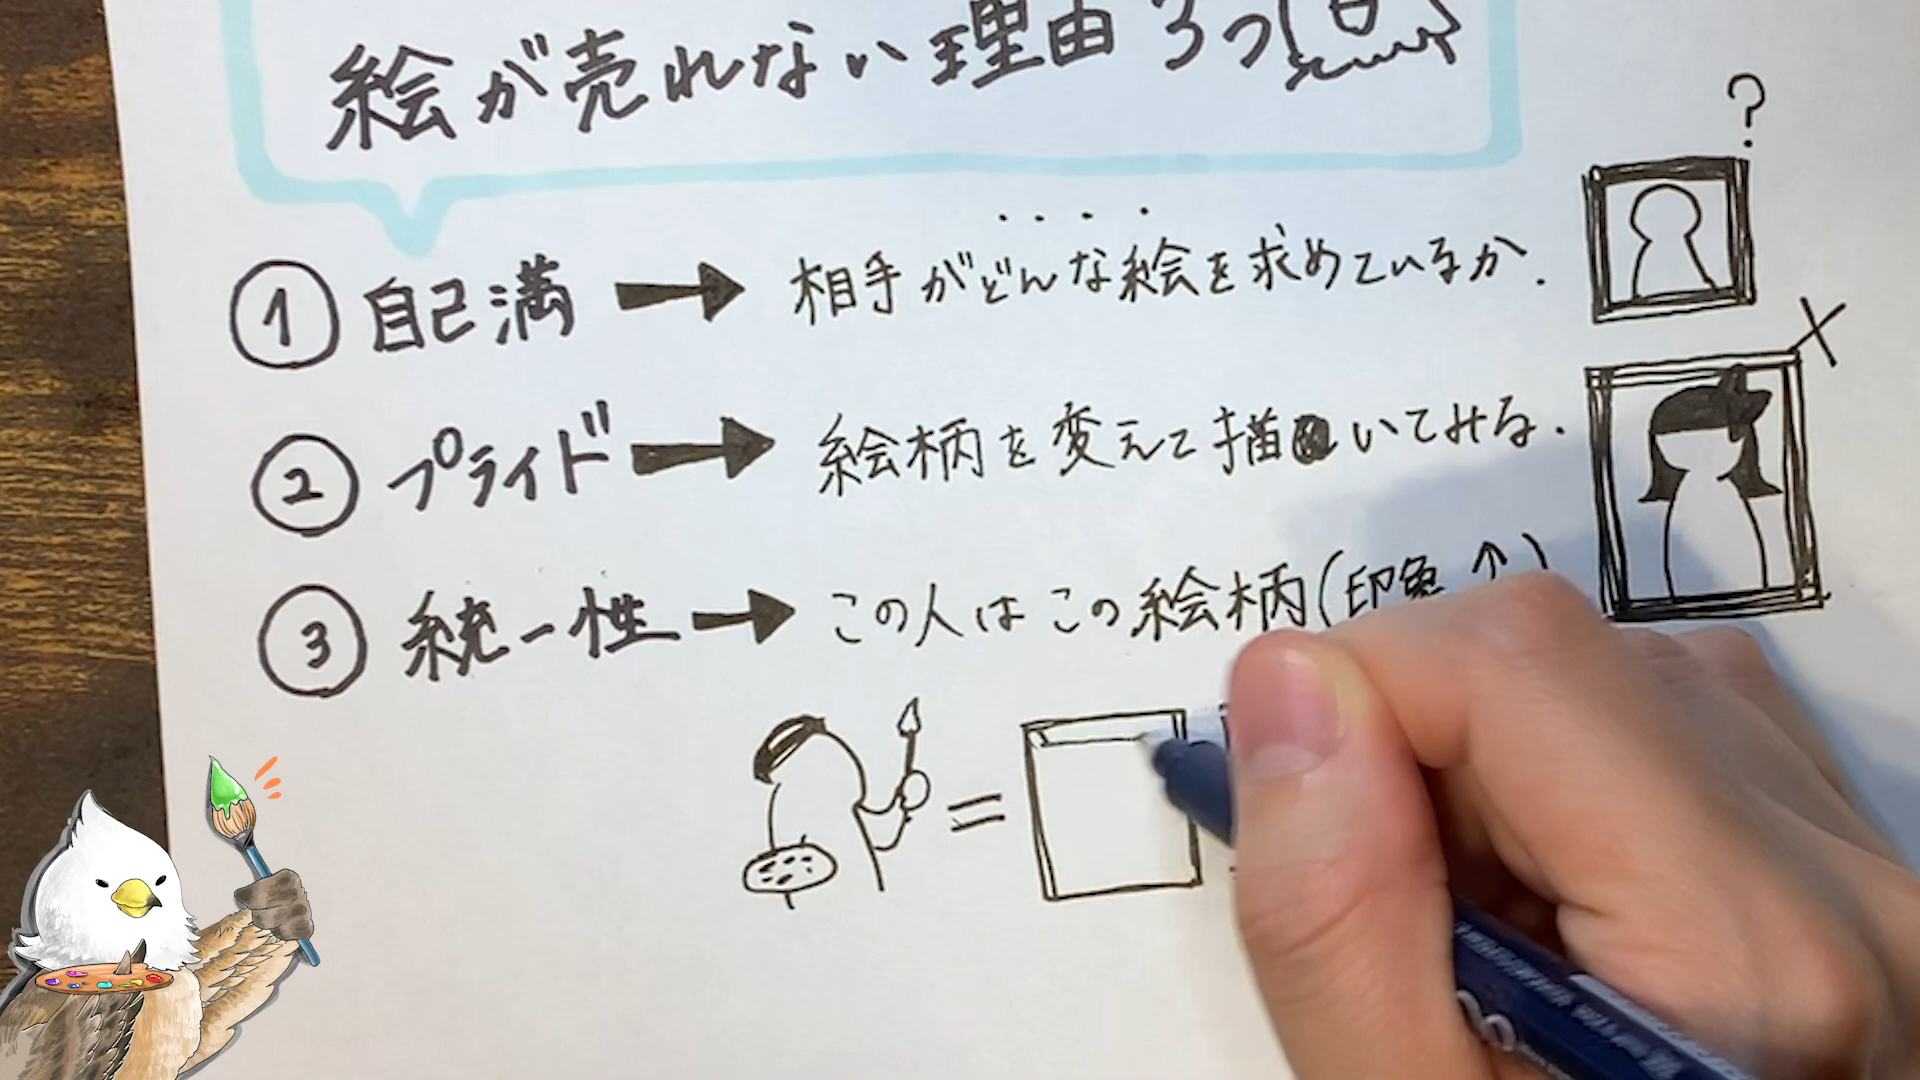 絵が売れない理由3つ
① 自己満 → 相手がどんな絵を求めているか.
?
② プライド → 絵柄を変えて描いてみる.
③ 統一性 → この人はこの絵柄(印象↑)
=